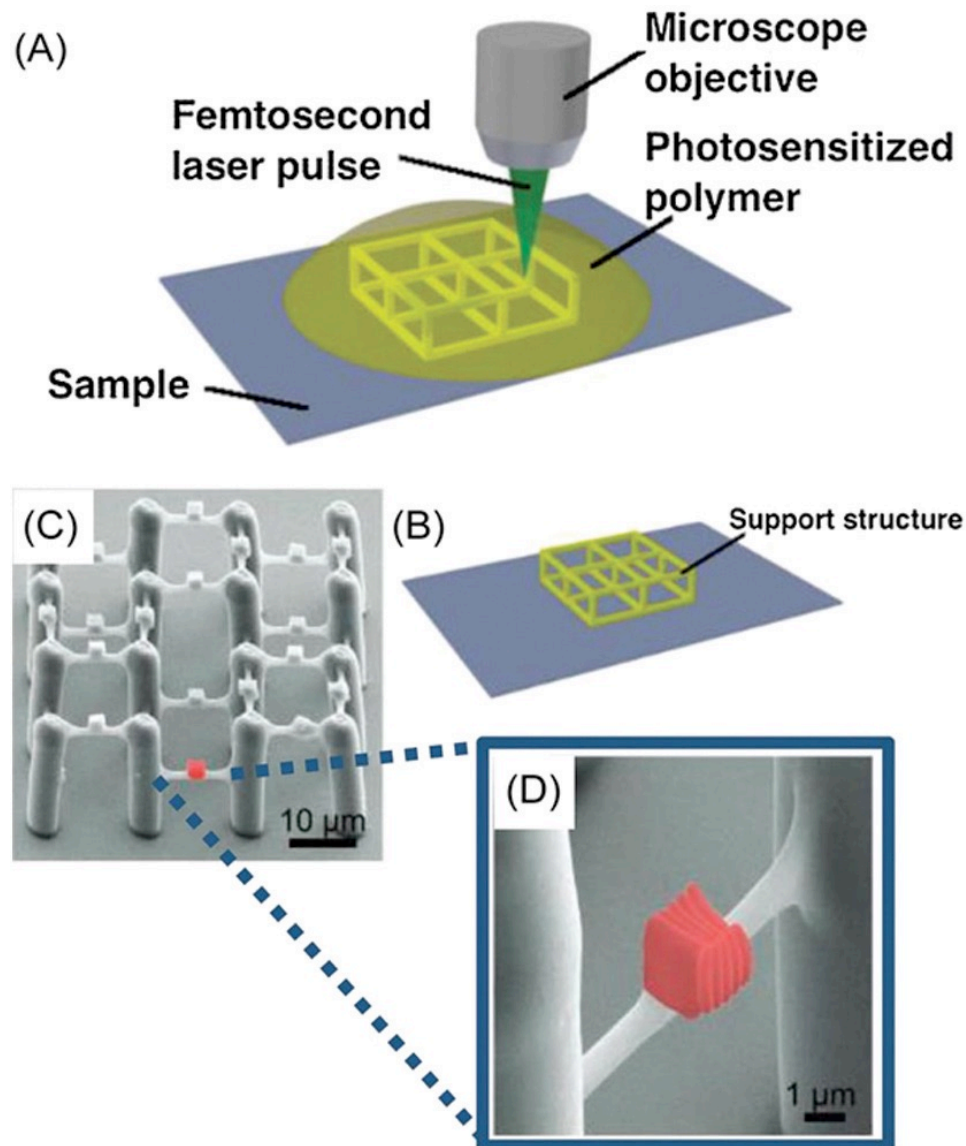 (A)
Microscope
objective
Femtosecond
laser pulse
Photosensitized
polymer
Sample
(C)
(B)
Support structure
10 µm
(D)
1 µm